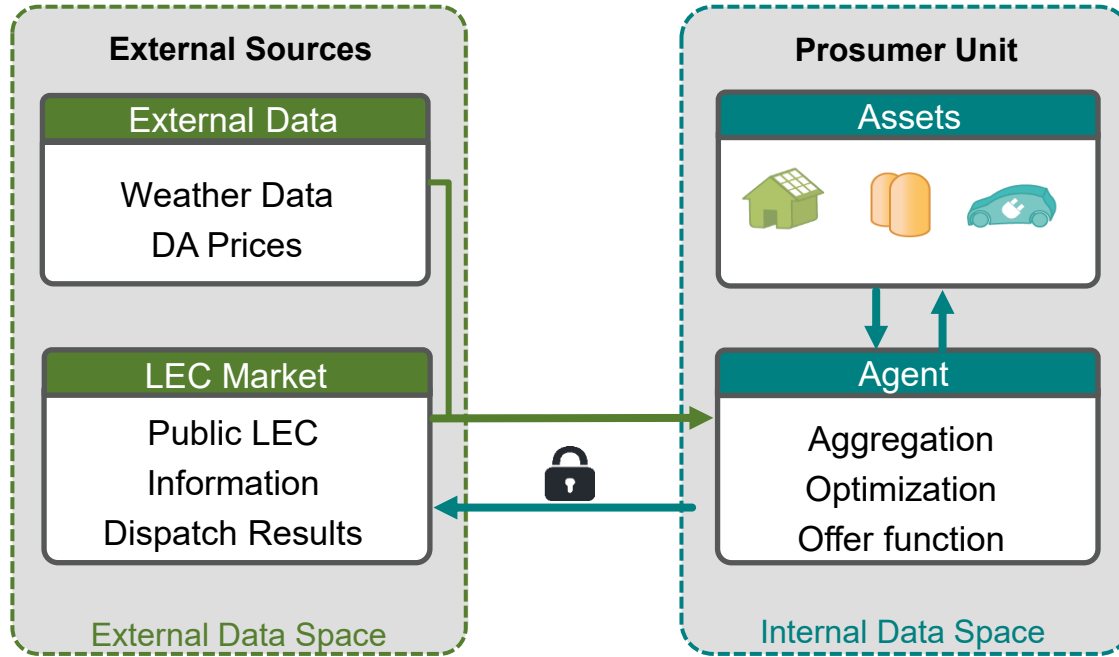 External Sources
External Data
Weather Data
DA Prices
LEC Market
Public LEC
Information
Dispatch Results
External Data Space
Prosumer Unit
Assets
Agent
Aggregation
Optimization
Offer function
Internal Data Space